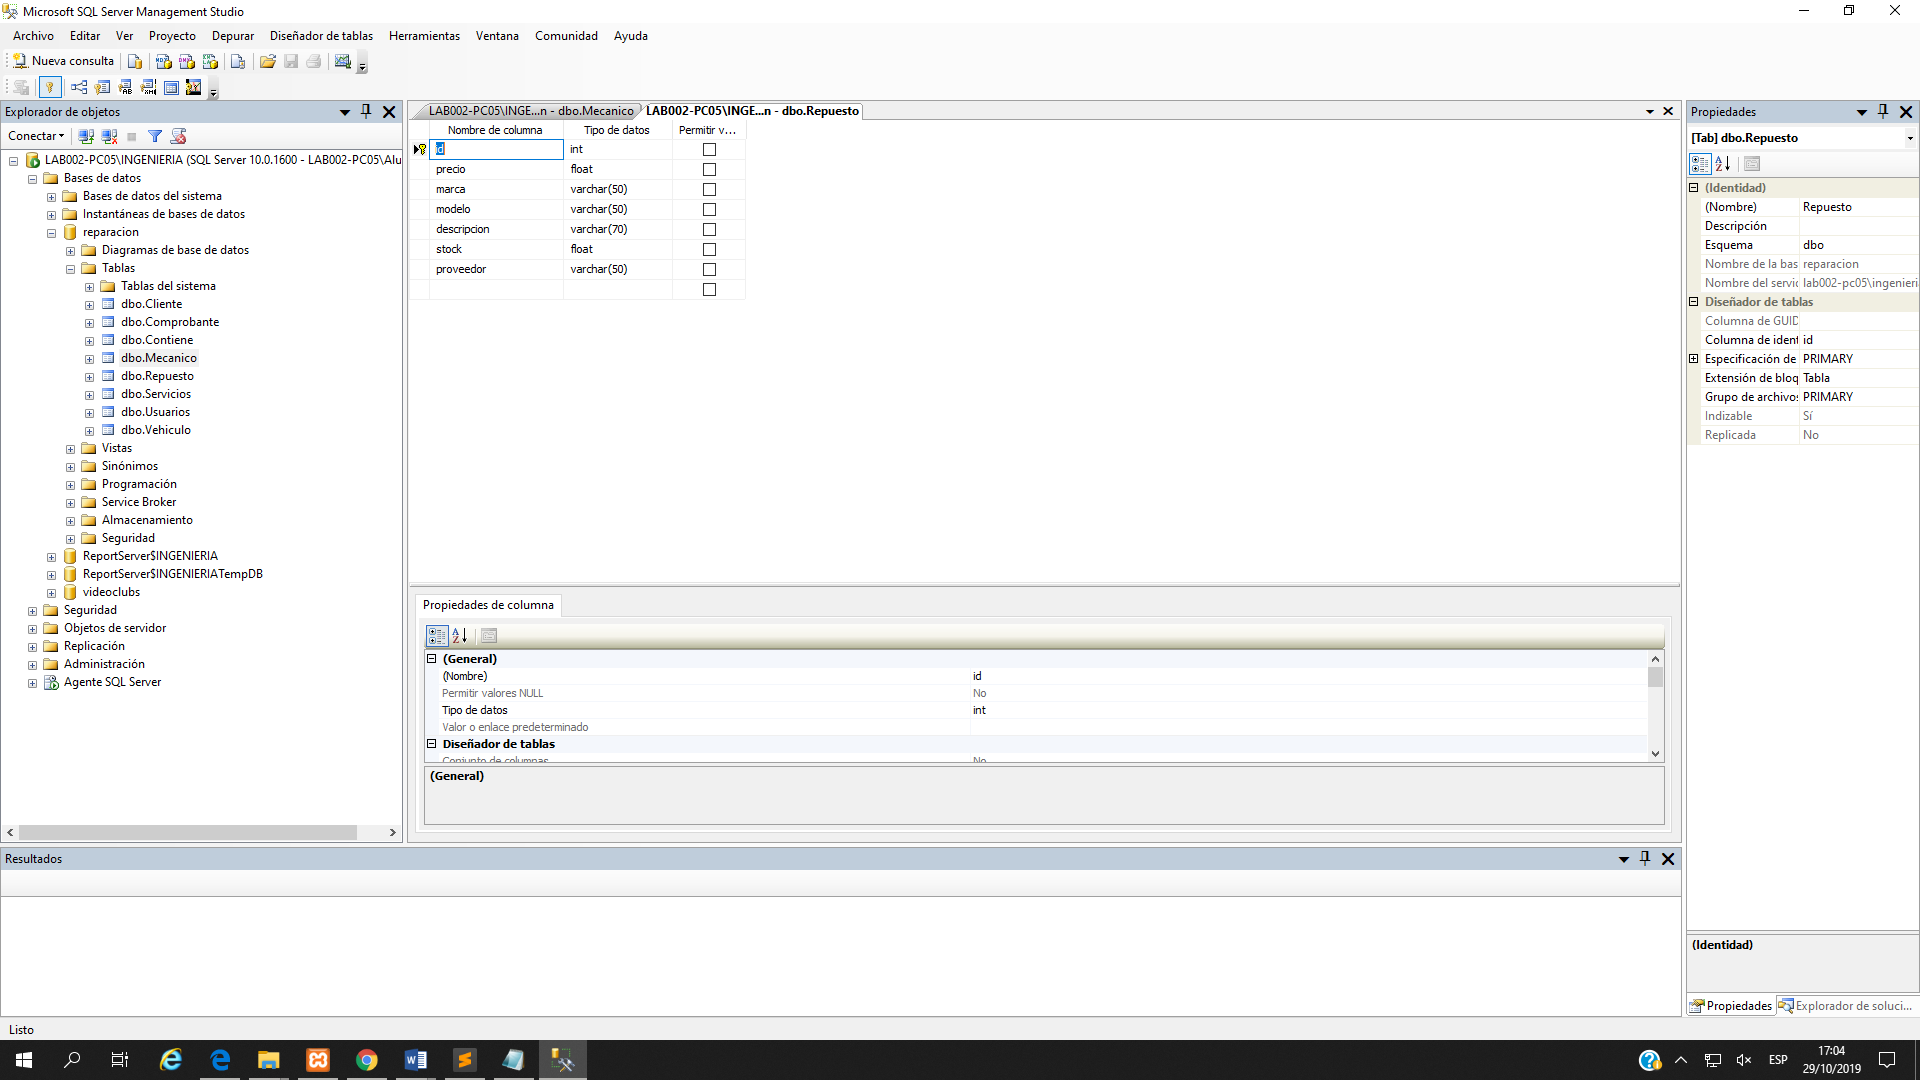 Microsoft SQL Server Management Studio
Archivo Editar Ver Proyecto Depurar Diseñador de tablas Herramientas Ventana Comunidad Ayuda
Nueva consulta
Explorador de objetos
Conectar
LAB002-PC05\INGENIERIA (SQL Server 10.0.1600 - LAB002-PC05\Alu
Bases de datos
Bases de datos del sistema
Instantáneas de bases de datos
reparacion
Diagramas de base de datos
Tablas
Tablas del sistema
dbo.Cliente
dbo.Comprobante
dbo.Contiene
dbo.Mecanico
dbo.Repuesto
dbo.Servicios
dbo.Usuarios
dbo.Vehiculo
Vistas
Sinónimos
Programación
Service Broker
Almacenamiento
Seguridad
ReportServer$INGENIERIA
ReportServer$INGENIERIATempDB
videoclubs
Seguridad
Objetos de servidor
Replicación
Administración
Agente SQL Server
LAB002-PC05\INGE...n - dbo.Mecanico LAB002-PC05\INGE...n - dbo.Repuesto
Nombre de columna Tipo de datos Permitir v...
id int
precio float
marca varchar(50)
modelo varchar(50)
descripcion varchar(70)
stock float
proveedor varchar(50)
Propiedades de columna
(General)
(Nombre) id
Permitir valores NULL No
Tipo de datos int
Valor o enlace predeterminado
Diseñador de tablas
Conjunto de columnas No
(General)
Propiedades
[Tab] dbo.Repuesto
(Identidad)
(Nombre) Repuesto
Descripción
Esquema dbo
Nombre de la bas reparacion
Nombre del servic lab002-pc05\ingenieri
Diseñador de tablas
Columna de GUID
Columna de ident id
Especificación de PRIMARY
Extensión de bloq Tabla
Grupo de archivos PRIMARY
Indizable Sí
Replicada No
(Identidad)
Propiedades Explorador de soluci...
Resultados
Listo
ESP
17:04
29/10/2019